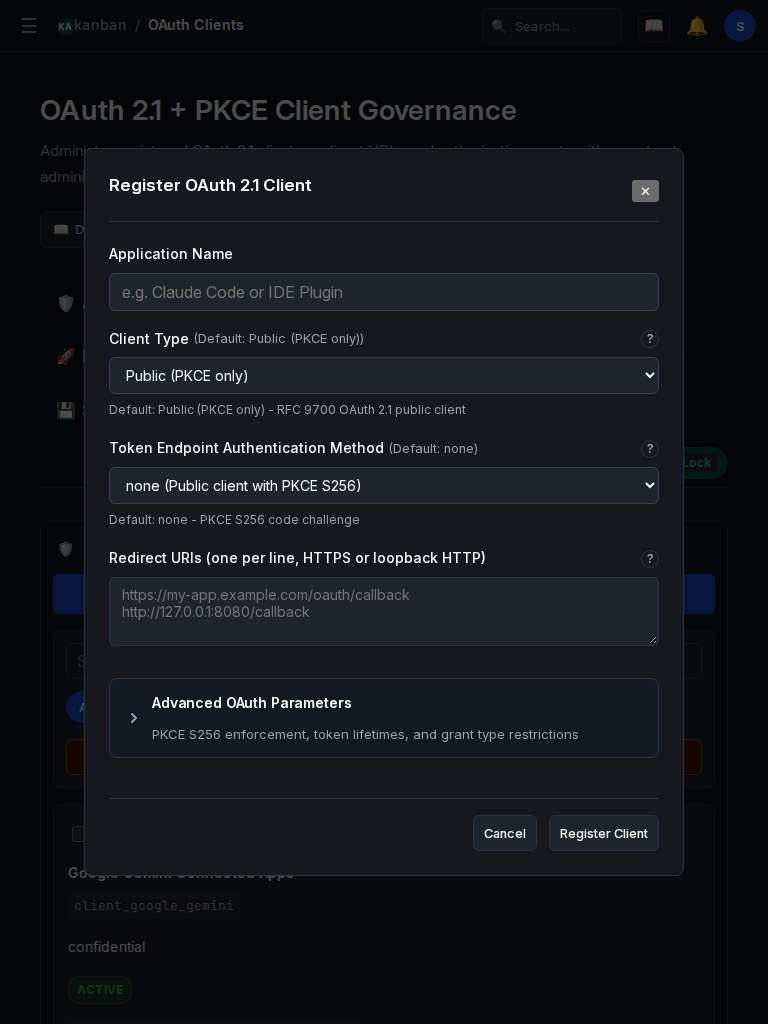 KA kanban / OAuth Clients
Search...
S
OAuth 2.1 + PKCE Client Governance
Register OAuth 2.1 Client
Application Name
e.g. Claude Code or IDE Plugin
Client Type (Default: Public (PKCE only))
?
Public (PKCE only)
Default: Public (PKCE only) - RFC 9700 OAuth 2.1 public client
Token Endpoint Authentication Method (Default: none)
?
Lock
none (Public client with PKCE S256)
Default: none - PKCE S256 code challenge
Redirect URIs (one per line, HTTPS or loopback HTTP)
?
https://my-app.example.com/oauth/callback
http://127.0.0.1:8080/callback
Advanced OAuth Parameters
PKCE S256 enforcement, token lifetimes, and grant type restrictions
Cancel
Register Client
Google Gemini Connected Apps
client_google_gemini
confidential
ACTIVE